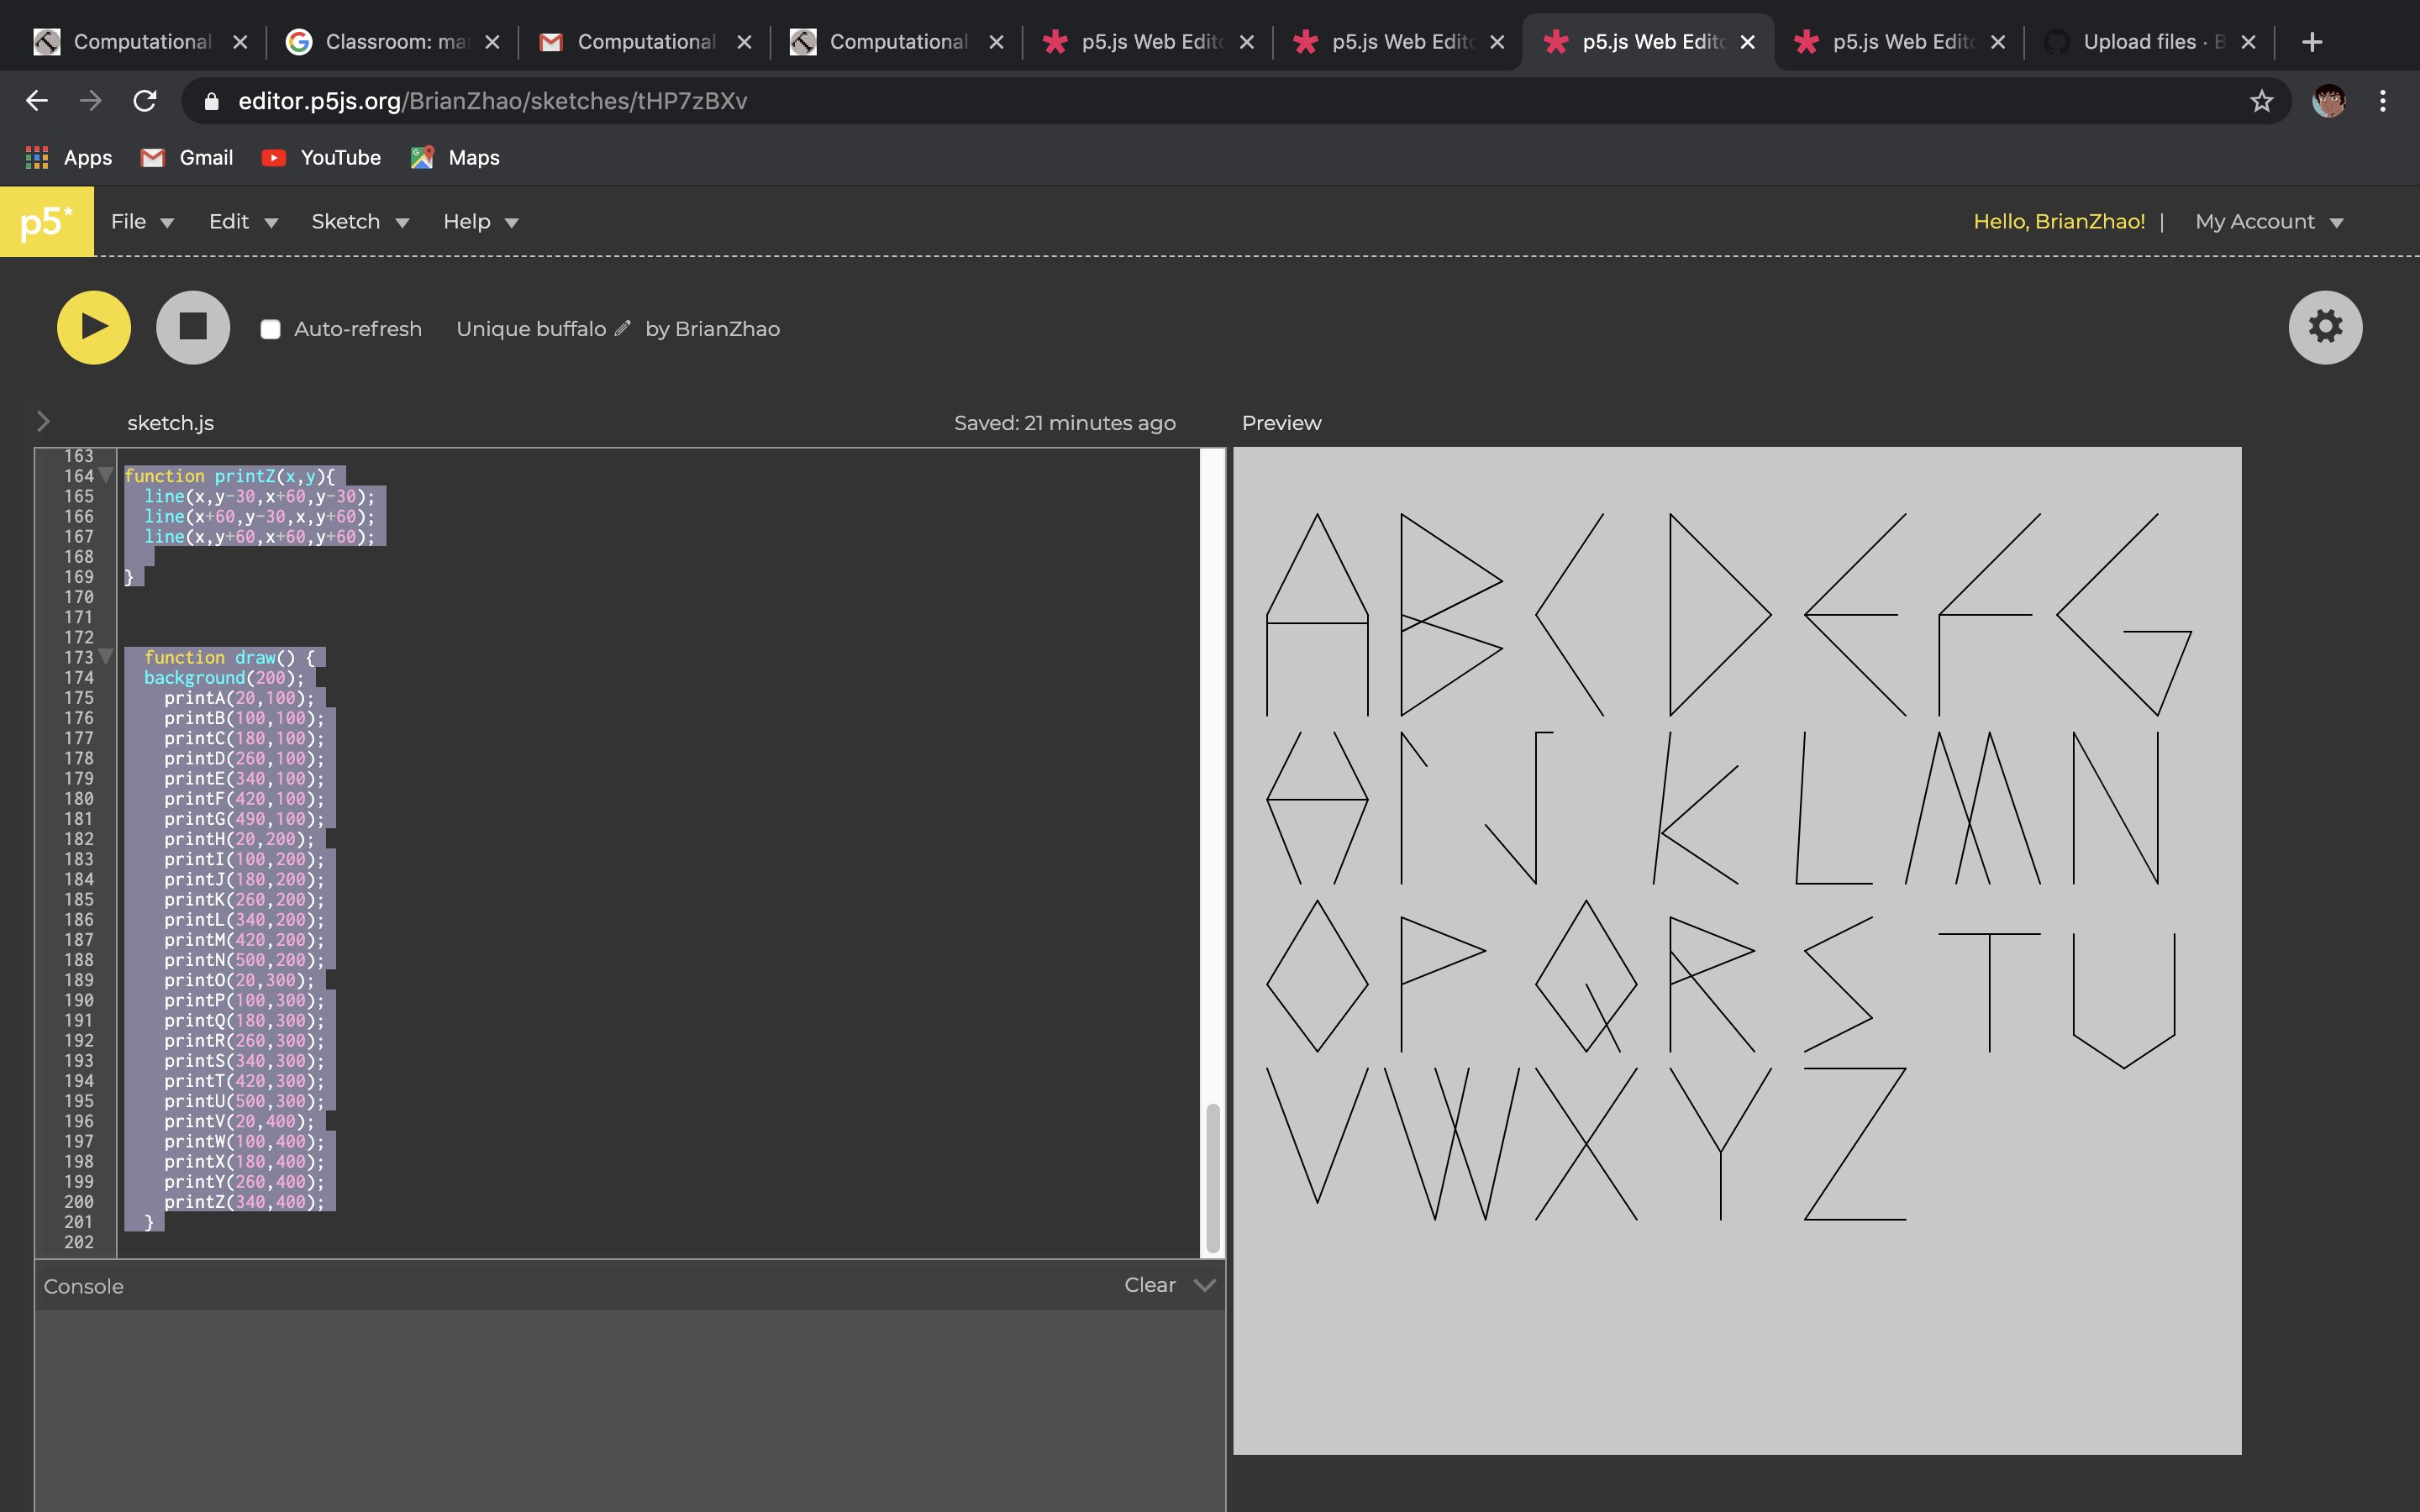 Computational
Classroom: ma
Computational
Computational
p5.js Web Edit
p5.js Web Edit
p5.js Web Edit
p5.js Web Edit
Upload files · B
editor.p5js.org/BrianZhao/sketches/tHP7zBXv
Apps Gmail YouTube Maps
p5* File Edit Sketch Help Hello, BrianZhao! | My Account
Auto-refresh Unique buffalo by BrianZhao
sketch.js Saved: 21 minutes ago Preview
163
164 function printZ(x,y){
165 line(x,y-30,x+60,y-30);
166 line(x+60,y-30,x,y+60);
167 line(x,y+60,x+60,y+60);
168
169 }
170
171
172
173 function draw() {
174 background(200);
175 printA(20,100);
176 printB(100,100);
177 printC(180,100);
178 printD(260,100);
179 printE(340,100);
180 printF(420,100);
181 printG(490,100);
182 printH(20,200);
183 printI(100,200);
184 printJ(180,200);
185 printK(260,200);
186 printL(340,200);
187 printM(420,200);
188 printN(500,200);
189 printO(20,300);
190 printP(100,300);
191 printQ(180,300);
192 printR(260,300);
193 printS(340,300);
194 printT(420,300);
195 printU(500,300);
196 printV(20,400);
197 printW(100,400);
198 printX(180,400);
199 printY(260,400);
200 printZ(340,400);
201 }
202
Console Clear
A B C D E F G
H I J K L M N
O P Q R S T U
V W X Y Z